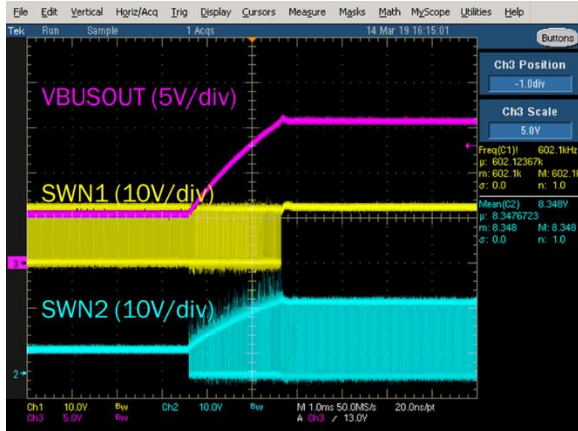 File Edit Vertical Horiz/Acq Trig Display Cursors Measure Masks Math MyScope Utilities Help
Tek Run Sample 1 Acqs 14 Mar 19 16:15:01 Buttons
Ch3 Position
-1.0div
Ch3 Scale
5.0V
VBUSOUT (5V/div)
Freq(C1)! 602.1kHz
µ: 602.12367k
m: 602.1k M: 602.1
σ: 0.0 n: 1.0
SWN1 (10V/div)
Mean(C2) 8.348V
µ: 8.3476723
m: 8.348 M: 8.348
σ: 0.0 n: 1.0
3
SWN2 (10V/div)
2
Ch1 10.0V Bw Ch2 10.0V Bw M 1.0ms 50.0MS/s 20.0ns/pt
Ch3 5.0V Bw A Ch3 13.0V